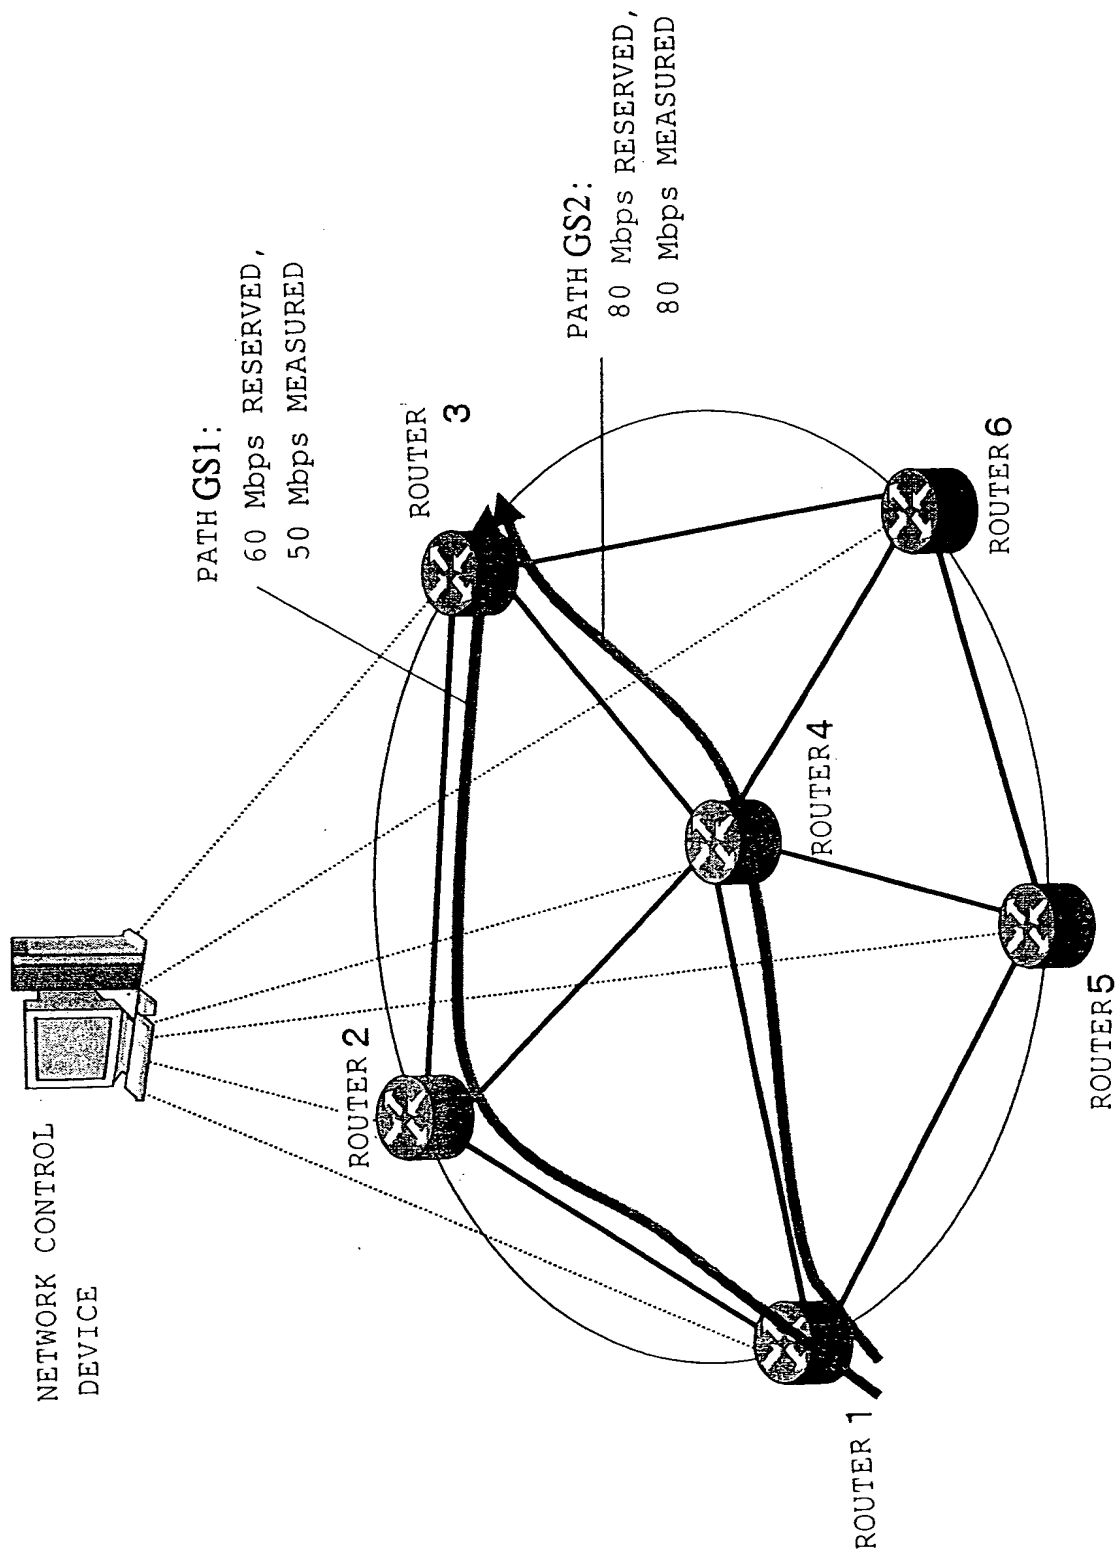 NETWORK CONTROL
DEVICE
PATH GS1:
60 Mbps RESERVED,
50 Mbps MEASURED
ROUTER
3
PATH GS2:
80 Mbps RESERVED,
80 Mbps MEASURED
ROUTER 2
ROUTER 4
ROUTER 6
ROUTER 1
ROUTER 5